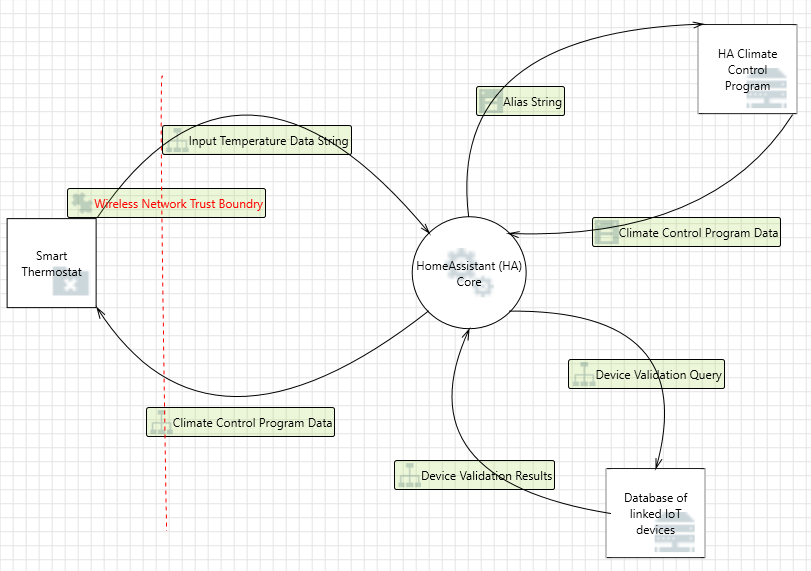 HA Climate
Control
Program
Alias String
Input Temperature Data String
Wireless Network Trust Boundry
Climate Control Program Data
Smart
Thermostat
HomeAssistant (HA)
Core
Device Validation Query
Climate Control Program Data
Device Validation Results
Database of
linked IoT
devices